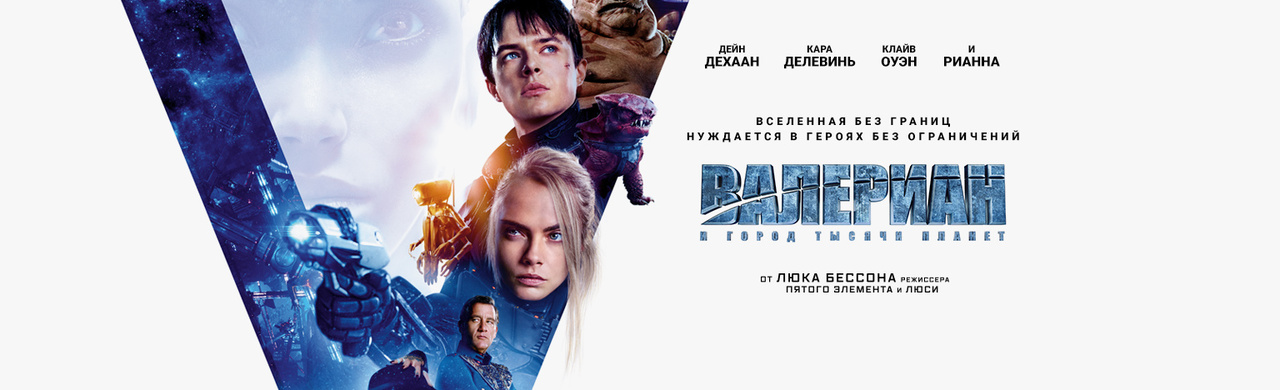 ДЕЙН ДЕХААН
КАРА ДЕЛЕВИНЬ
КЛАЙВ ОУЭН
И РИАННА
ВСЕЛЕННАЯ БЕЗ ГРАНИЦ
НУЖДАЕТСЯ В ГЕРОЯХ БЕЗ ОГРАНИЧЕНИЙ
ВАЛЕРИАН
И ГОРОД ТЫСЯЧИ ПЛАНЕТ
ОТ ЛЮКА БЕССОНА РЕЖИССЕРА
ПЯТОГО ЭЛЕМЕНТА И ЛЮСИ